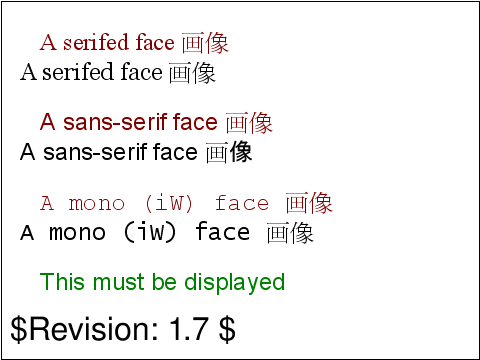 A serifed face 画像
A serifed face 画像
A sans-serif face 画像
A sans-serif face 画像
A mono (iW) face 画像
A mono (iW) face 画像
This must be displayed
$Revision: 1.7 $